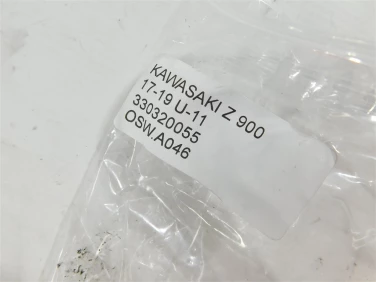 KAWASAKI Z 900
17-19 U-11
330320055
OSW.A046